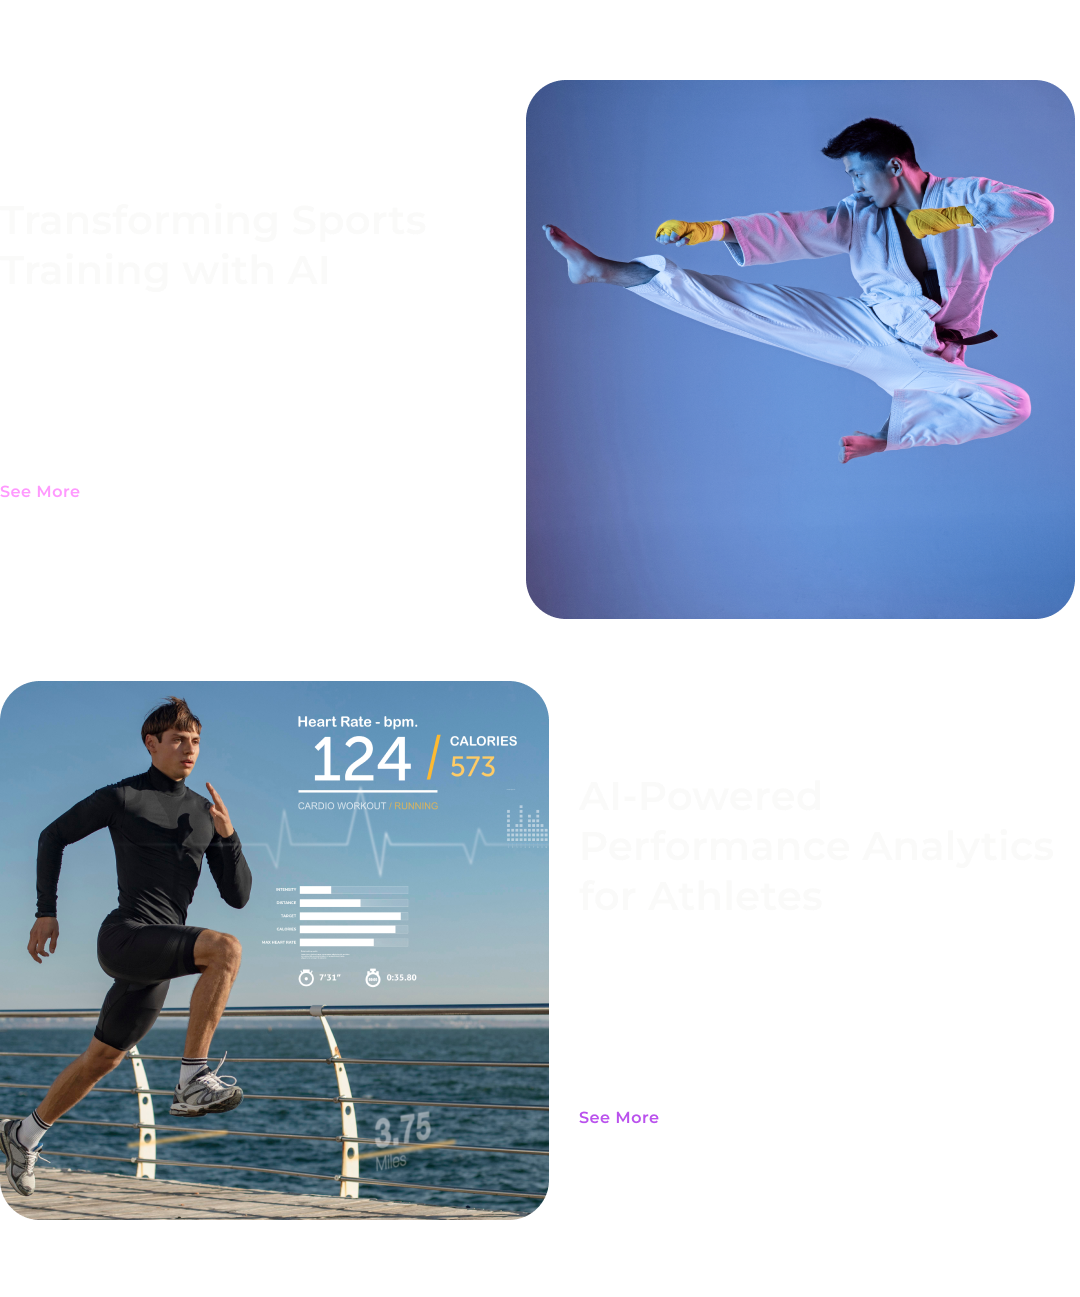 Transforming Sports
Training with AI
See More
Heart Rate - bpm.
124 / CALORIES
573
CARDIO WORKOUT / RUNNING
INTENSITY
DISTANCE
TARGET
CALORIES
MAX HEART RATE
7'31"
0:35.80
3.75
Miles
AI-Powered
Performance Analytics
for Athletes
See More